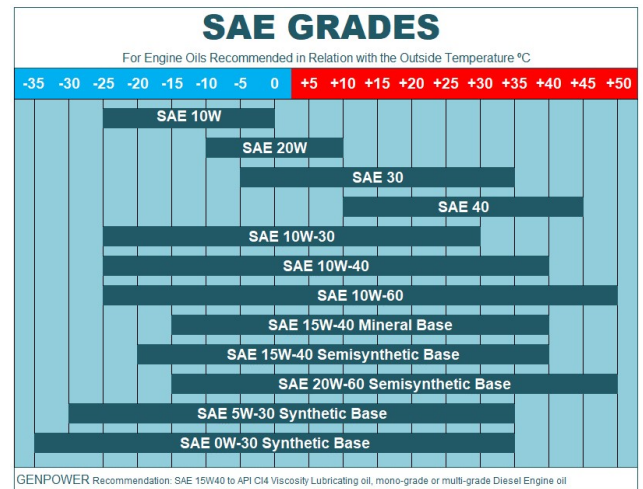 SAE GRADES
For Engine Oils Recommended in Relation with the Outside Temperature ºC
-35 -30 -25 -20 -15 -10 -5 0 +5 +10 +15 +20 +25 +30 +35 +40 +45 +50
SAE 10W
SAE 20W
SAE 30
SAE 40
SAE 10W-30
SAE 10W-40
SAE 10W-60
SAE 15W-40 Mineral Base
SAE 15W-40 Semisynthetic Base
SAE 20W-60 Semisynthetic Base
SAE 5W-30 Synthetic Base
SAE 0W-30 Synthetic Base
GENPOWER Recommendation: SAE 15W40 to API CI4 Viscosity Lubricating oil, mono-grade or multi-grade Diesel Engine oil